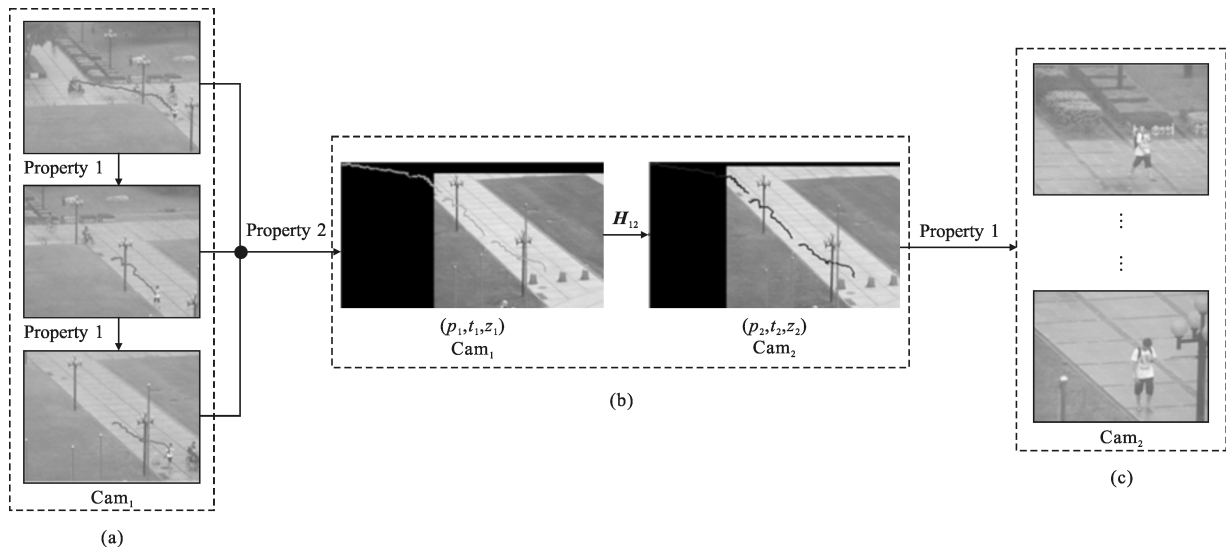 Property 1
Property 1
Cam₁
(a)
Property 2
H₁₂
(p₁,t₁,z₁)
Cam₁
(p₂,t₂,z₂)
Cam₂
(b)
Property 1
⋮
⋮
Cam₂
(c)